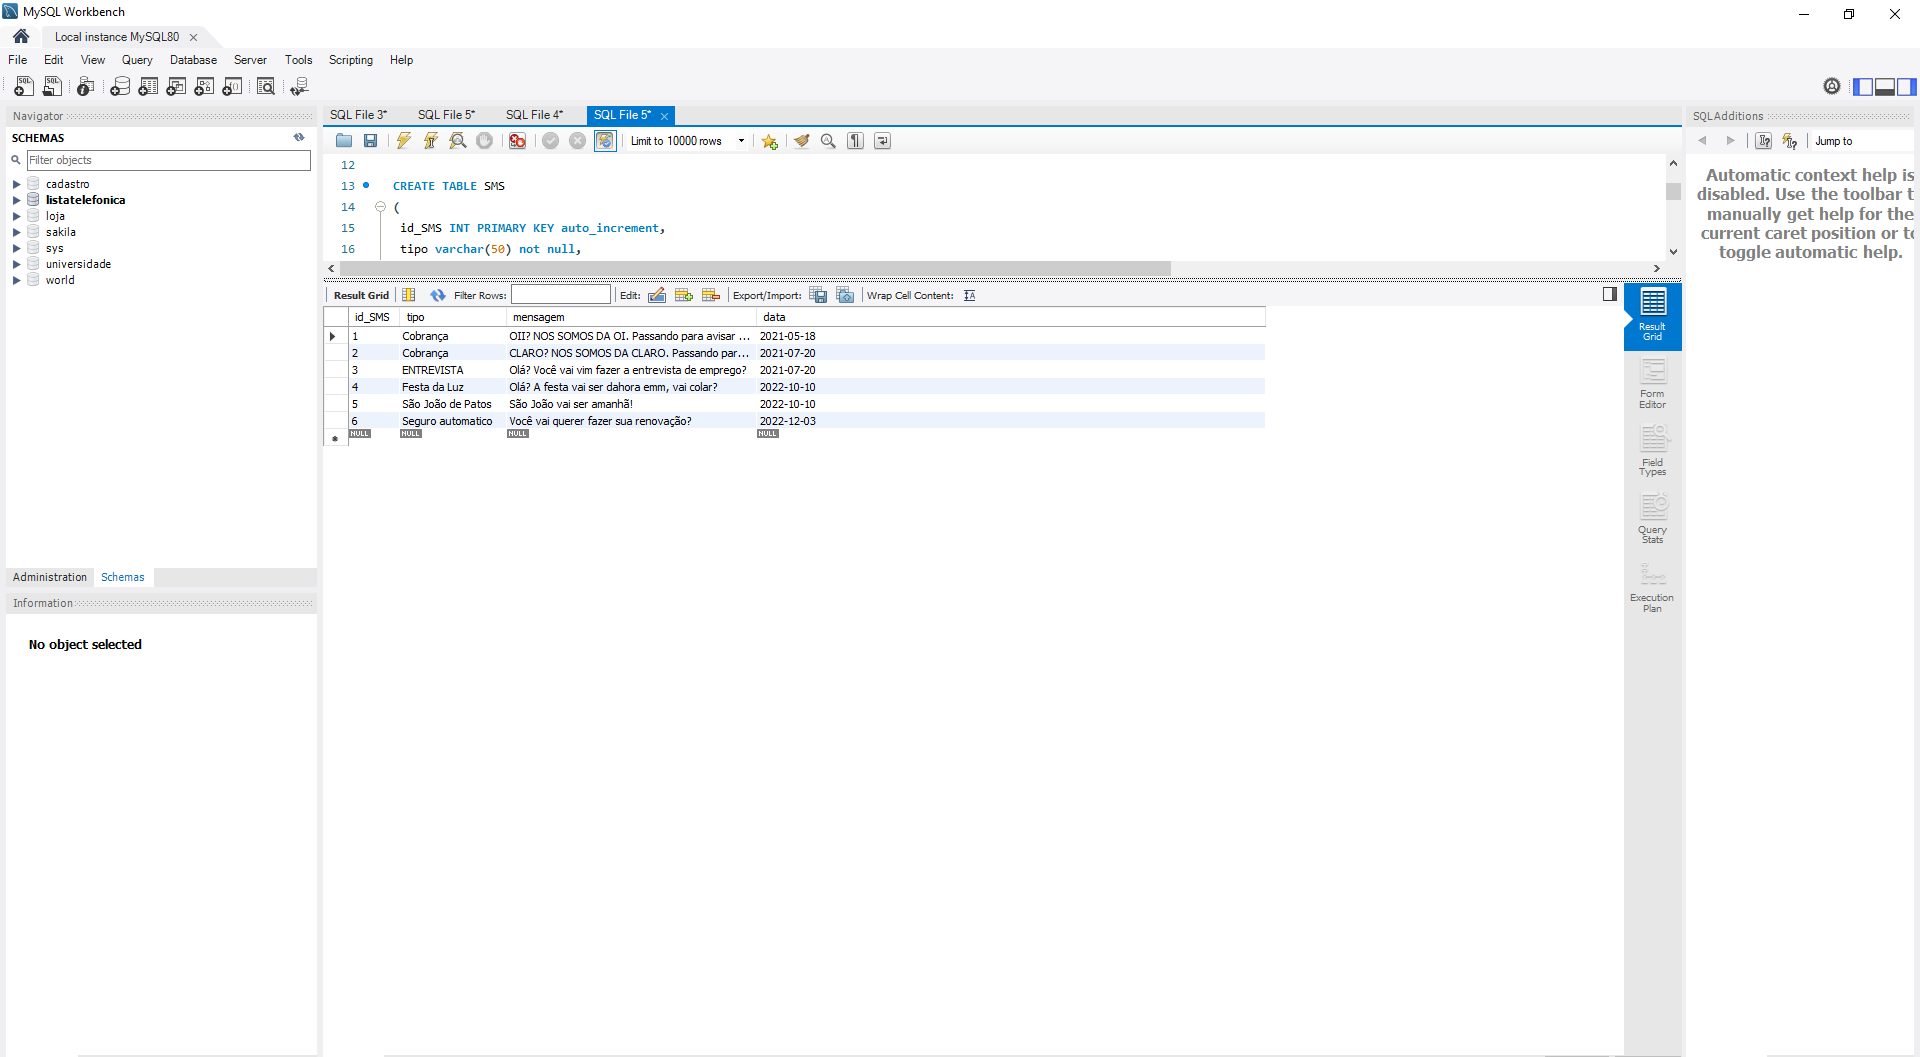 MySQL Workbench
Local instance MySQL80
File Edit View Query Database Server Tools Scripting Help
Navigator
SCHEMAS
Filter objects
cadastro
listatelefonica
loja
sakila
sys
universidade
world
Administration Schemas
Information
No object selected
SQL File 3* SQL File 5* SQL File 4* SQL File 5*
Limit to 10000 rows
12
13 CREATE TABLE SMS
14 (
15 id_SMS INT PRIMARY KEY auto_increment,
16 tipo varchar(50) not null,
Result Grid Filter Rows: Edit: Export/Import: Wrap Cell Content:
id_SMS tipo mensagem data
1 Cobrança OII? NOS SOMOS DA OI. Passando para avisar ... 2021-05-18
2 Cobrança CLARO? NOS SOMOS DA CLARO. Passando par... 2021-07-20
3 ENTREVISTA Olá? Você vai vim fazer a entrevista de emprego? 2021-07-20
4 Festa da Luz Olá? A festa vai ser dahora emm, vai colar? 2022-10-10
5 São João de Patos São João vai ser amanhã! 2022-10-10
6 Seguro automatico Você vai querer fazer sua renovação? 2022-12-03
NULL NULL NULL NULL
Result
Grid
Form
Editor
Field
Types
Query
Stats
Execution
Plan
SQLAdditions
Jump to
Automatic context help is
disabled. Use the toolbar t
manually get help for the
current caret position or to
toggle automatic help.